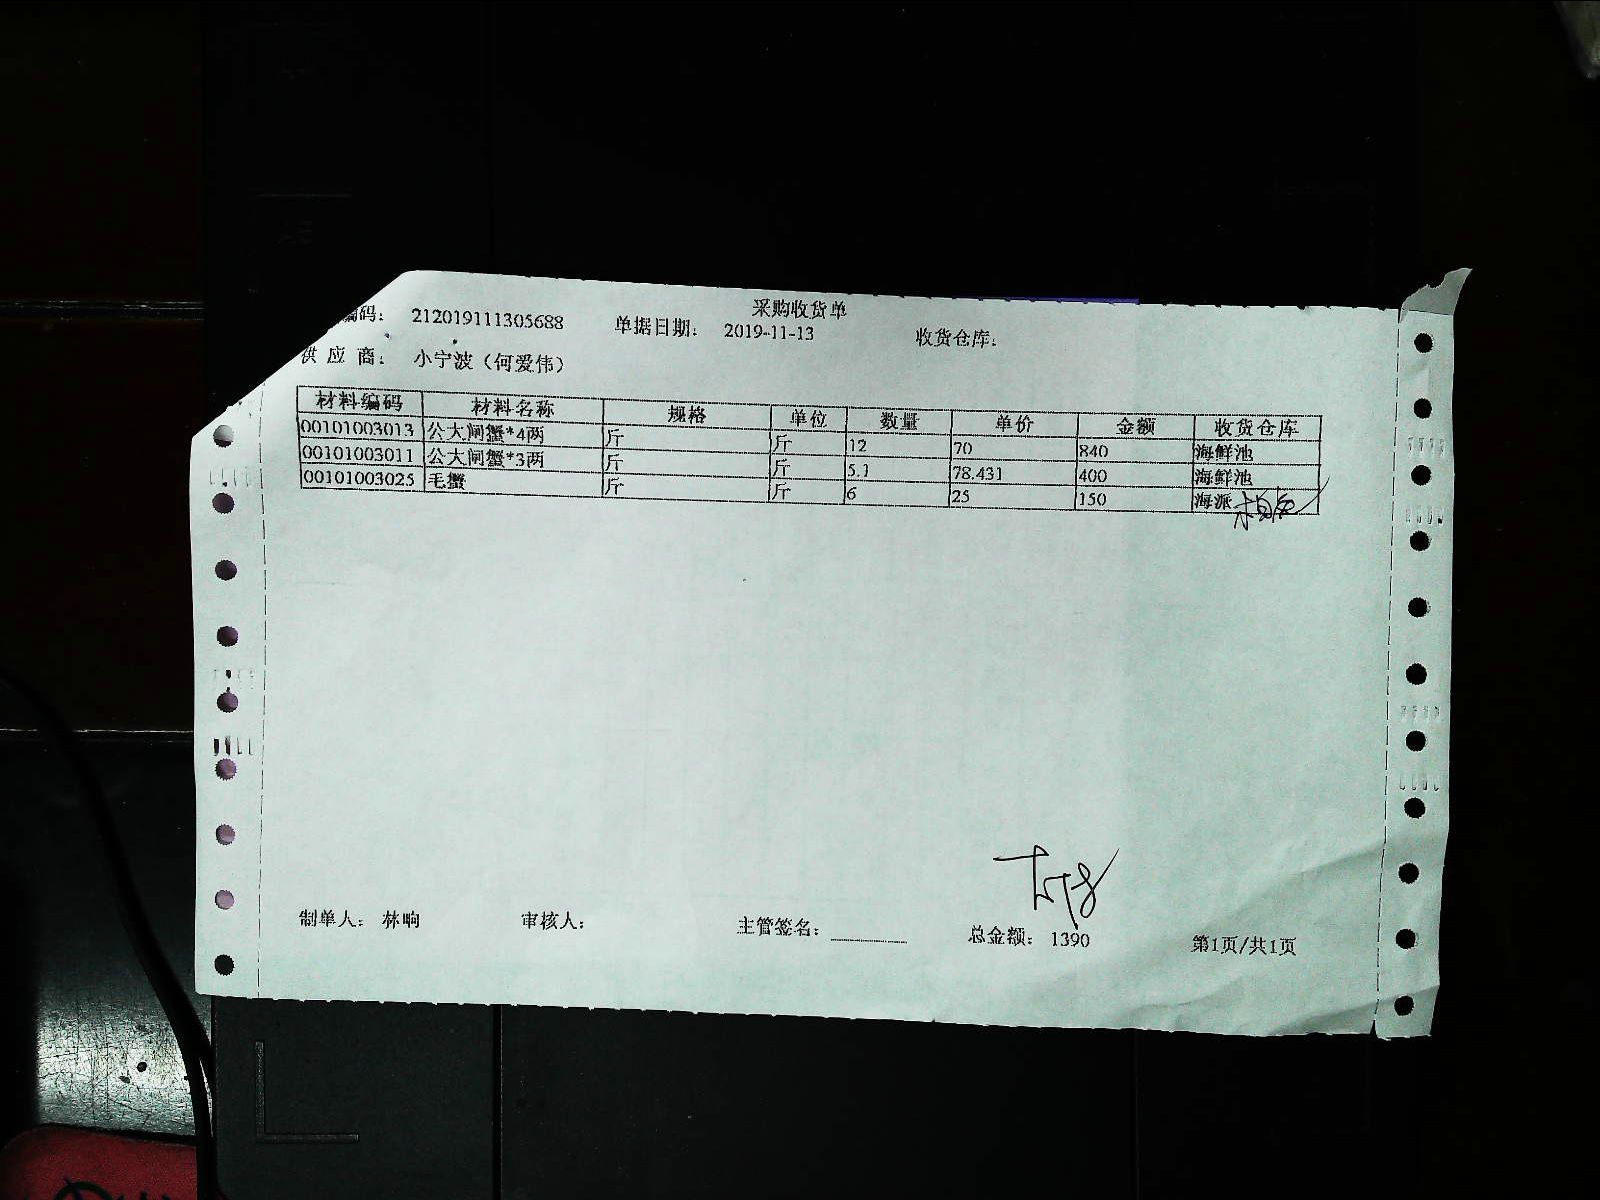 采购收货单
编码： 212019111305688 单据日期： 2019-11-13 收货仓库：
供 应 商： 小宁波（何爱伟）
材料编码 材料名称 规格 单位 数量 单价 金额 收货仓库
00101003013 公大闸蟹*4两 斤 斤 12 70 840 海鲜池
00101003011 公大闸蟹*3两 斤 斤 5.1 78.431 400 海鲜池
00101003025 毛蟹 斤 斤 6 25 150 海派
制单人： 林响 审核人： 主管签名： 总金额： 1390 第1页/共1页